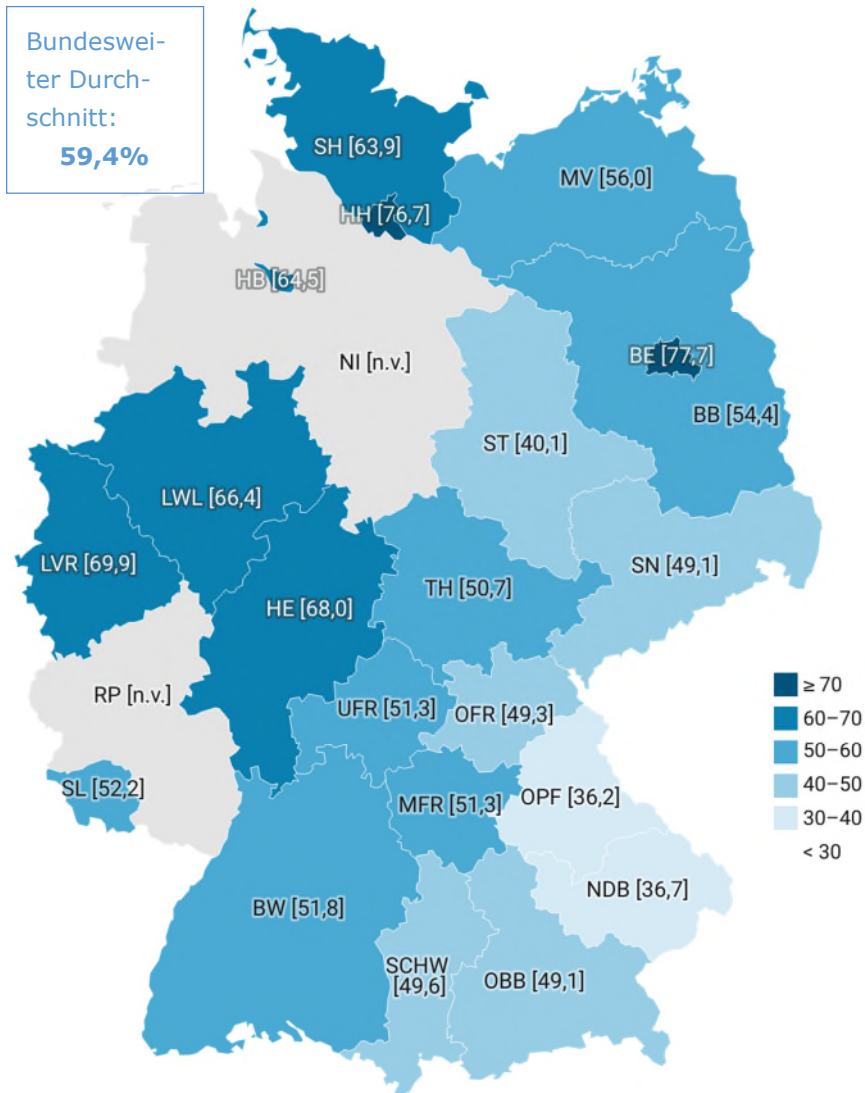 Bundeswei-
ter Durch-
schnitt:
59,4%
SH [63,9]
MV [56,0]
HH [76,7]
HB [64,5]
NI [n.v.]
BE [77,7]
BB [54,4]
ST [40,1]
LWL [66,4]
LVR [69,9]
SN [49,1]
TH [50,7]
HE [68,0]
RP [n.v.]
UFR [51,3]
OFR [49,3]
SL [52,2]
MFR [51,3]
OPF [36,2]
NDB [36,7]
BW [51,8]
SCHW
[49,6]
OBB [49,1]
≥ 70
60–70
50–60
40–50
30–40
< 30